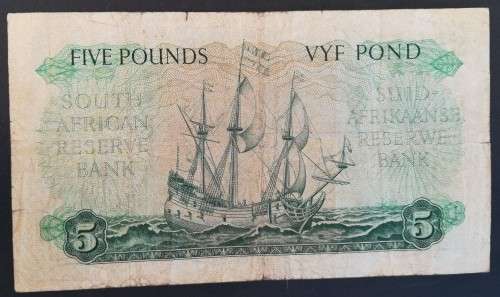 FIVE POUNDS
VYF POND
SOUTH
AFRICAN
RESERVE
BANK
SUID-
AFRIKAANSE
RESERWE-
BANK
5
5